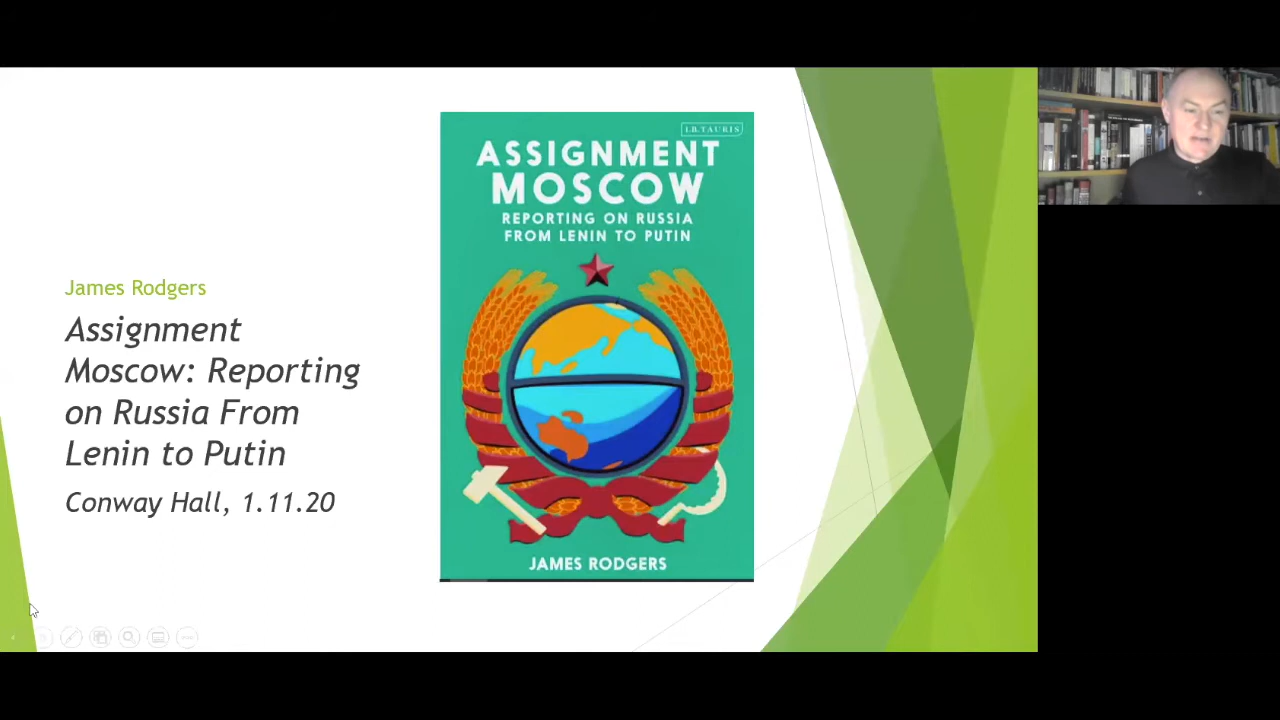 James Rodgers
Assignment
Moscow: Reporting
on Russia From
Lenin to Putin
Conway Hall, 1.11.20
I.B.TAURIS
ASSIGNMENT
MOSCOW
REPORTING ON RUSSIA
FROM LENIN TO PUTIN
JAMES RODGERS